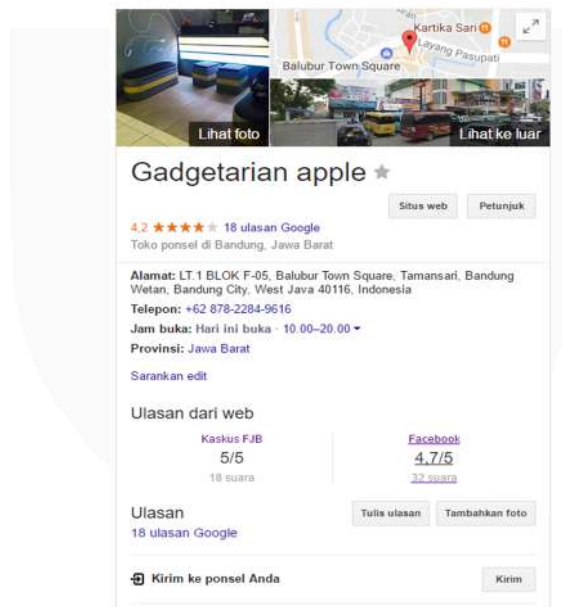 Kartika Sari
Layang Pasupati
Balubur Town Square
Lihat foto
Lihat ke luar
Gadgetarian apple
Situs web
Petunjuk
4,2 ★★★★★ 18 ulasan Google
Toko ponsel di Bandung, Jawa Barat
Alamat: LT.1 BLOK F-05, Balubur Town Square, Tamansari, Bandung
Wetan, Bandung City, West Java 40116, Indonesia
Telepon: +62 878-2284-9616
Jam buka: Hari ini buka · 10.00–20.00
Provinsi: Jawa Barat
Sarankan edit
Ulasan dari web
Kaskus FJB
Facebook
5/5
4,7/5
18 suara
32 suara
Ulasan
Tulis ulasan
Tambahkan foto
18 ulasan Google
Kirim ke ponsel Anda
Kirim